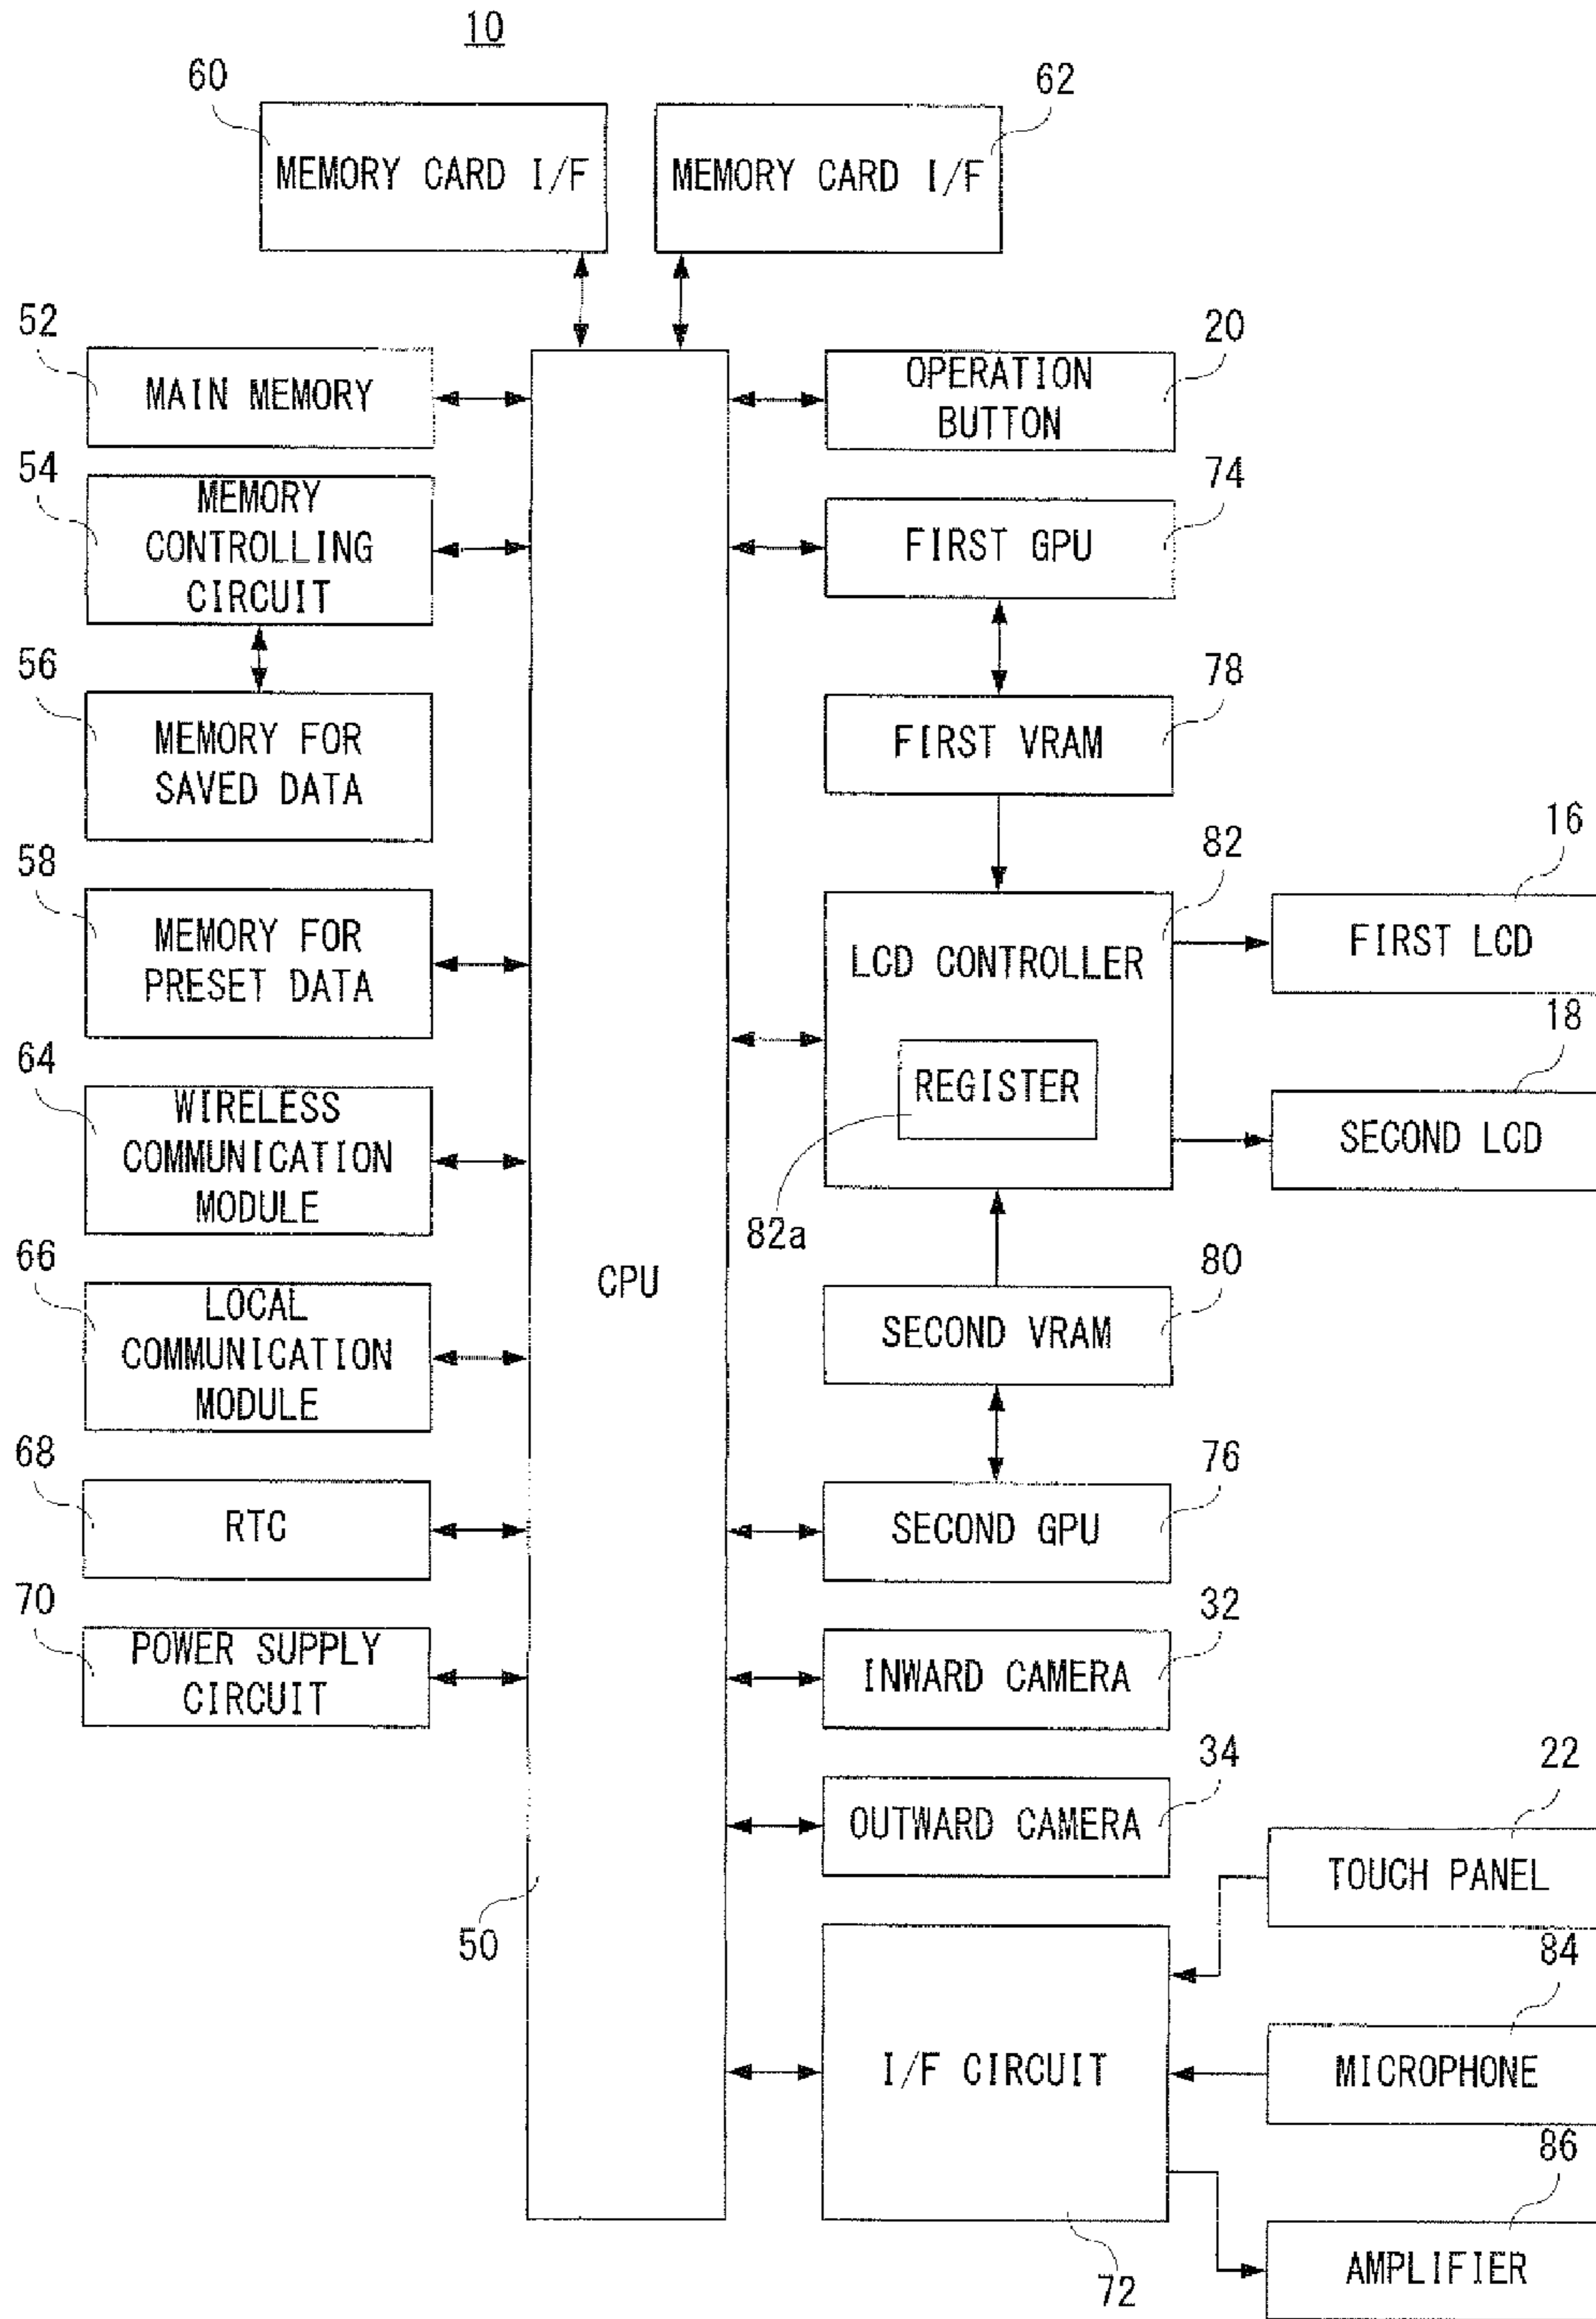 10
60
62
MEMORY CARD I/F
MEMORY CARD I/F
52
20
MAIN MEMORY
OPERATION
BUTTON
54
74
MEMORY
CONTROLLING
CIRCUIT
FIRST GPU
56
78
MEMORY FOR
SAVED DATA
FIRST VRAM
58
82
16
MEMORY FOR
PRESET DATA
LCD CONTROLLER
FIRST LCD
64
18
WIRELESS
COMMUNICATION
MODULE
REGISTER
SECOND LCD
82a
66
80
LOCAL
COMMUNICATION
MODULE
CPU
SECOND VRAM
68
76
RTC
SECOND GPU
70
32
POWER SUPPLY
CIRCUIT
INWARD CAMERA
34
22
OUTWARD CAMERA
TOUCH PANEL
50
84
I/F CIRCUIT
MICROPHONE
86
72
AMPLIFIER